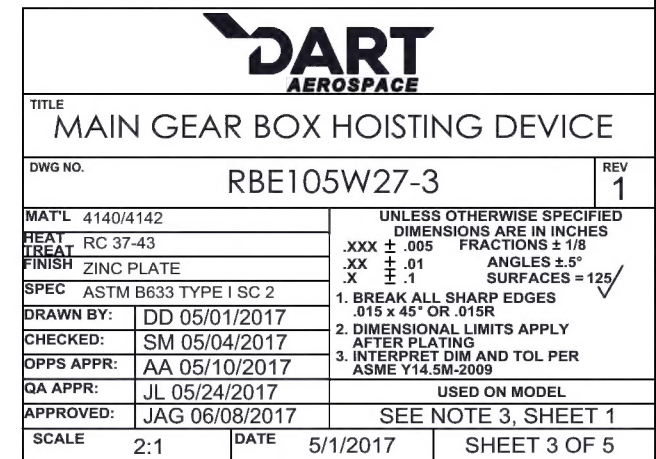 DART
AEROSPACE
TITLE
MAIN GEAR BOX HOISTING DEVICE
DWG NO.
RBE105W27-3
REV
1
MAT'L 4140/4142
HEAT TREAT RC 37-43
FINISH ZINC PLATE
SPEC ASTM B633 TYPE I SC 2
UNLESS OTHERWISE SPECIFIED
DIMENSIONS ARE IN INCHES
.XXX ± .005 FRACTIONS ± 1/8
.XX ± .01 ANGLES ±.5°
.X ± .1 SURFACES = 125/
1. BREAK ALL SHARP EDGES
.015 x 45° OR .015R
2. DIMENSIONAL LIMITS APPLY
AFTER PLATING
3. INTERPRET DIM AND TOL PER
ASME Y14.5M-2009
DRAWN BY: DD 05/01/2017
CHECKED: SM 05/04/2017
OPPS APPR: AA 05/10/2017
QA APPR: JL 05/24/2017
APPROVED: JAG 06/08/2017
USED ON MODEL
SEE NOTE 3, SHEET 1
SCALE 2:1
DATE 5/1/2017
SHEET 3 OF 5